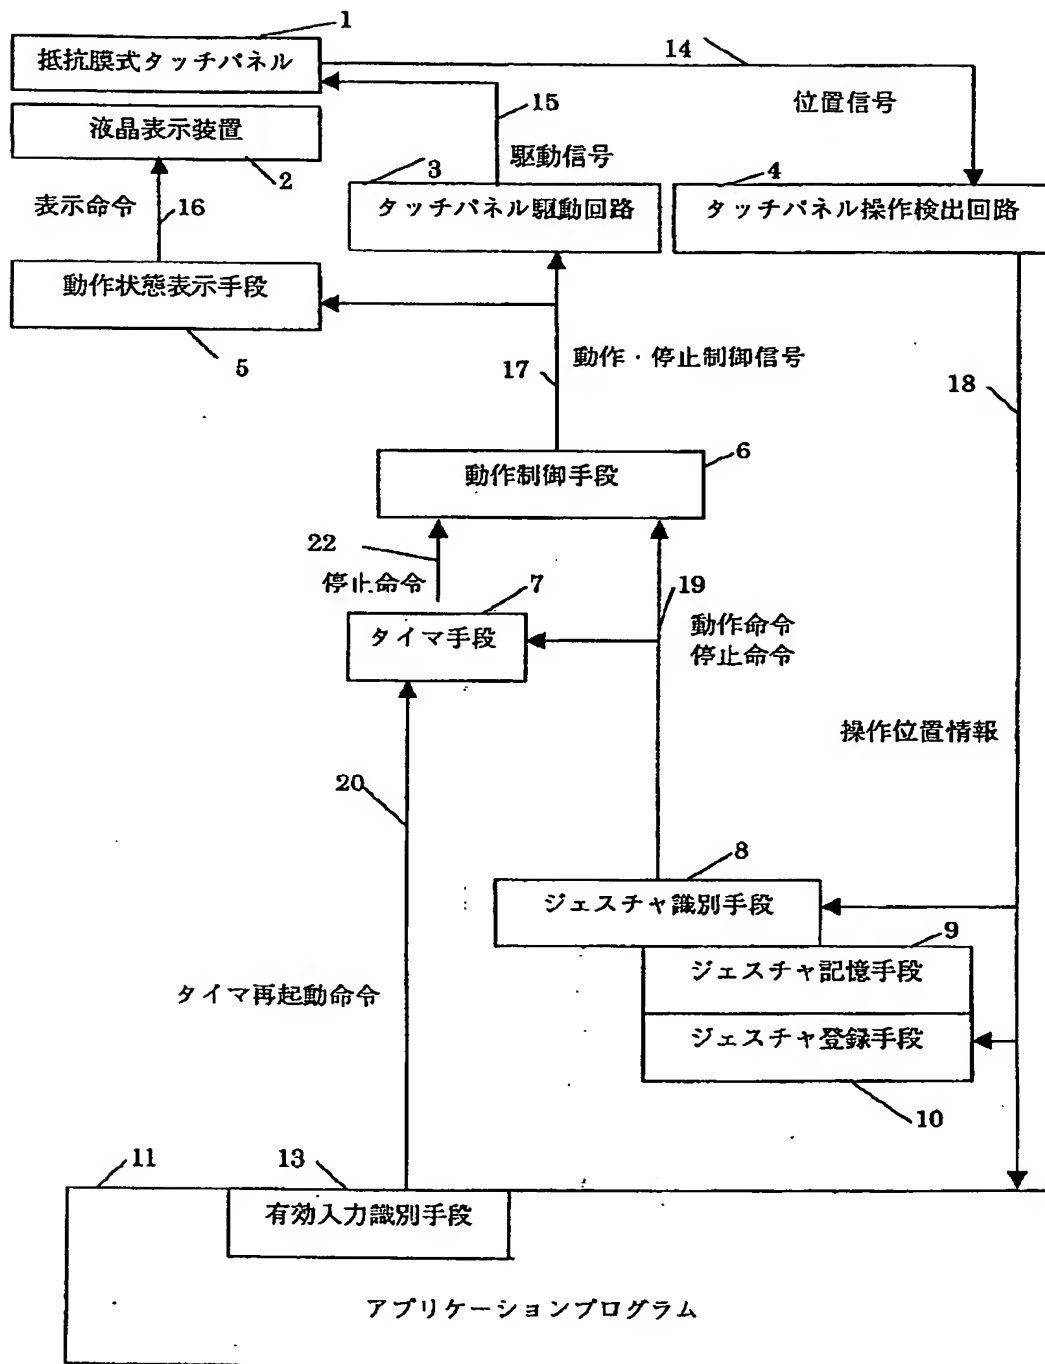 1
抵抗膜式タッチパネル
14
15
位置信号
液晶表示装置
2
駆動信号
3
4
表示命令
16
タッチパネル駆動回路
タッチパネル操作検出回路
動作状態表示手段
5
17
動作・停止制御信号
18
6
動作制御手段
22
停止命令
7
19
タイマ手段
動作命令
停止命令
操作位置情報
20
8
ジェスチャ識別手段
9
ジェスチャ記憶手段
タイマ再起動命令
ジェスチャ登録手段
10
11
13
有効入力識別手段
アプリケーションプログラム